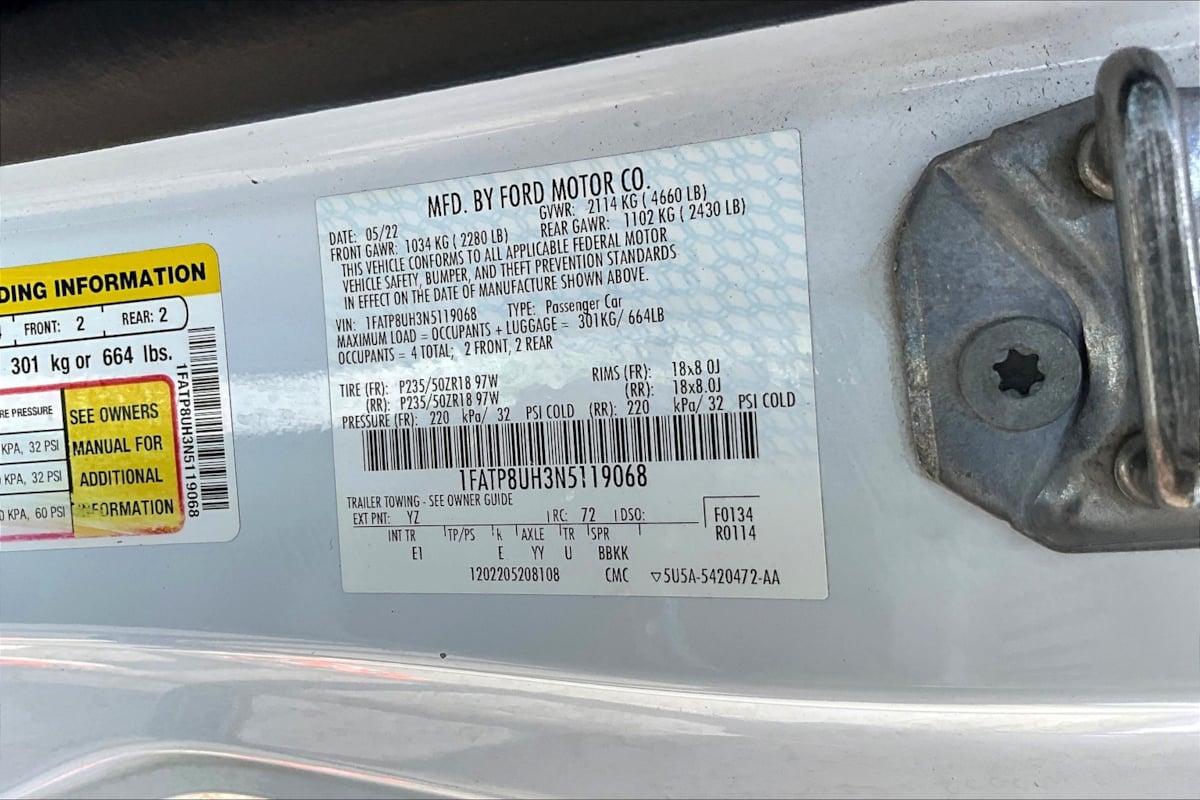 DING INFORMATION
FRONT: 2 REAR: 2
301 kg or 664 lbs.
RE PRESSURE
KPA, 32 PSI
KPA, 32 PSI
0 KPA, 60 PSI
SEE OWNERS
MANUAL FOR
ADDITIONAL
INFORMATION
1FATP8UH3N5119068
MFD. BY FORD MOTOR CO.
DATE: 05/22 GVWR: 2114 KG ( 4660 LB)
FRONT GAWR: 1034 KG ( 2280 LB) REAR GAWR: 1102 KG ( 2430 LB)
THIS VEHICLE CONFORMS TO ALL APPLICABLE FEDERAL MOTOR
VEHICLE SAFETY, BUMPER, AND THEFT PREVENTION STANDARDS
IN EFFECT ON THE DATE OF MANUFACTURE SHOWN ABOVE.
VIN: 1FATP8UH3N5119068 TYPE: Passenger Car
MAXIMUM LOAD = OCCUPANTS + LUGGAGE = 301KG/ 664LB
OCCUPANTS = 4 TOTAL; 2 FRONT, 2 REAR
TIRE (FR): P235/50ZR18 97W RIMS (FR): 18x8.0J
(RR): P235/50ZR18 97W (RR): 18x8.0J
PRESSURE (FR): 220 kPa/ 32 PSI COLD (RR): 220 kPa/ 32 PSI COLD
1FATP8UH3N5119068
TRAILER TOWING - SEE OWNER GUIDE
EXT PNT: YZ RC: 72 DSO: F0134
INT TR TP/PS R AXLE TR SPR R0114
EI E YY U BBKK
1202205208108 CMC ▽5U5A-5420472-AA